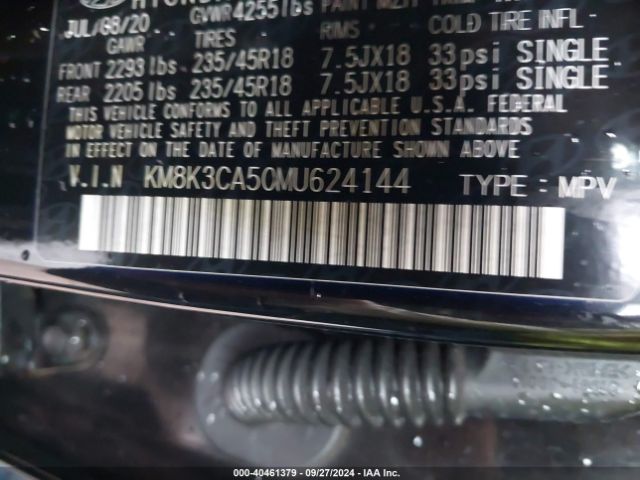 JUL/08/20 GVWR 4255 lbs
GAWR TIRES RIMS COLD TIRE INFL
FRONT 2293 lbs 235/45R18 7.5JX18 33psi SINGLE
REAR 2205 lbs 235/45R18 7.5JX18 33psi SINGLE
THIS VEHICLE CONFORMS TO ALL APPLICABLE U.S.A. FEDERAL
MOTOR VEHICLE SAFETY AND THEFT PREVENTION STANDARDS
IN EFFECT ON THE DATE OF MANUFACTURE SHOWN ABOVE.
V.I.N KM8K3CA50MU624144 TYPE : MPV
000-40461379 - 09/27/2024 - IAA Inc.